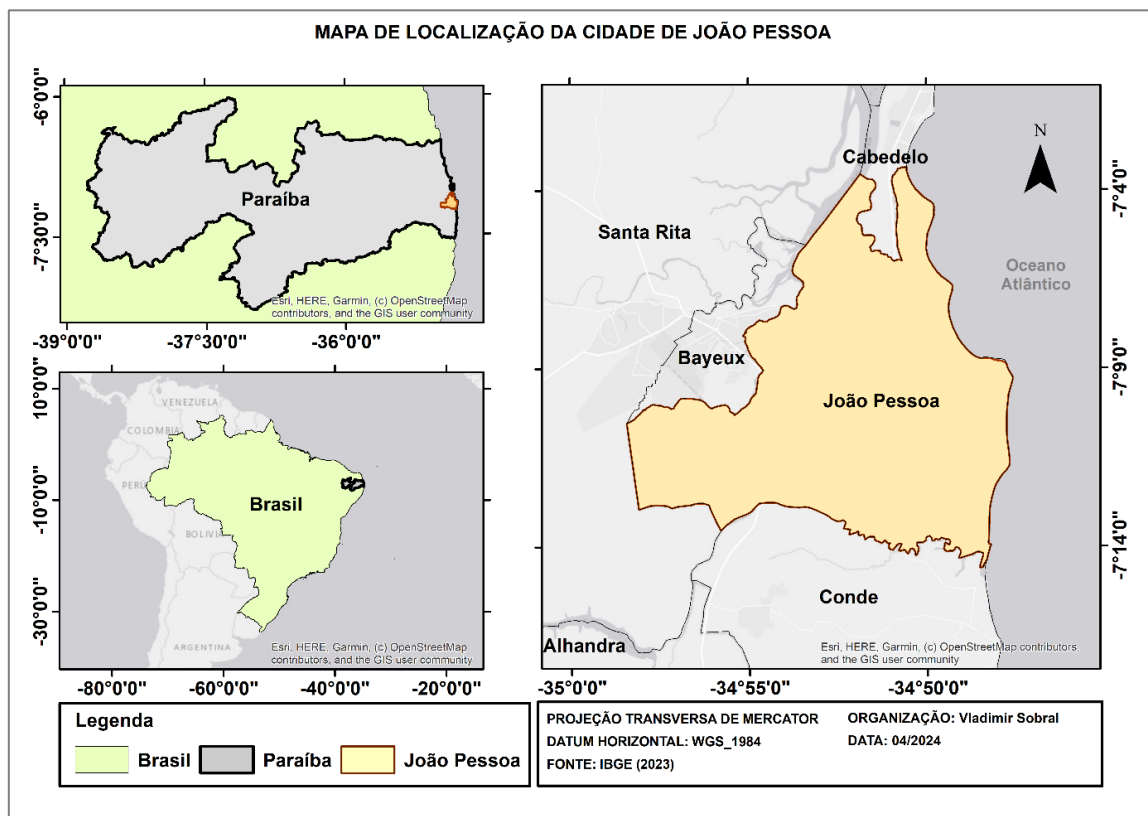 MAPA DE LOCALIZAÇÃO DA CIDADE DE JOÃO PESSOA
-6°0'0"
-7°30'0"
Paraíba
Esri, HERE, Garmin, (c) OpenStreetMap
contributors, and the GIS user community
-39°0'0"
-37°30'0"
-36°0'0"
10°0'0"
-10°0'0"
-30°0'0"
VENEZUELA
COLOMBIA
PERÚ
Brasil
BOLIVIA
ARGENTINA
Esri, HERE, Garmin, (c) OpenStreetMap
contributors, and the GIS user community
-80°0'0"
-60°0'0"
-40°0'0"
-20°0'0"
N
Cabedelo
Santa Rita
Oceano
Atlântico
Bayeux
João Pessoa
Conde
Alhandra
Esri, HERE, Garmin, (c) OpenStreetMap contributors,
and the GIS user community
-7°4'0"
-7°9'0"
-7°14'0"
-35°0'0"
-34°55'0"
-34°50'0"
Legenda
Brasil
Paraíba
João Pessoa
PROJEÇÃO TRANSVERSA DE MERCATOR
DATUM HORIZONTAL: WGS_1984
FONTE: IBGE (2023)
ORGANIZAÇÃO: Vladimir Sobral
DATA: 04/2024